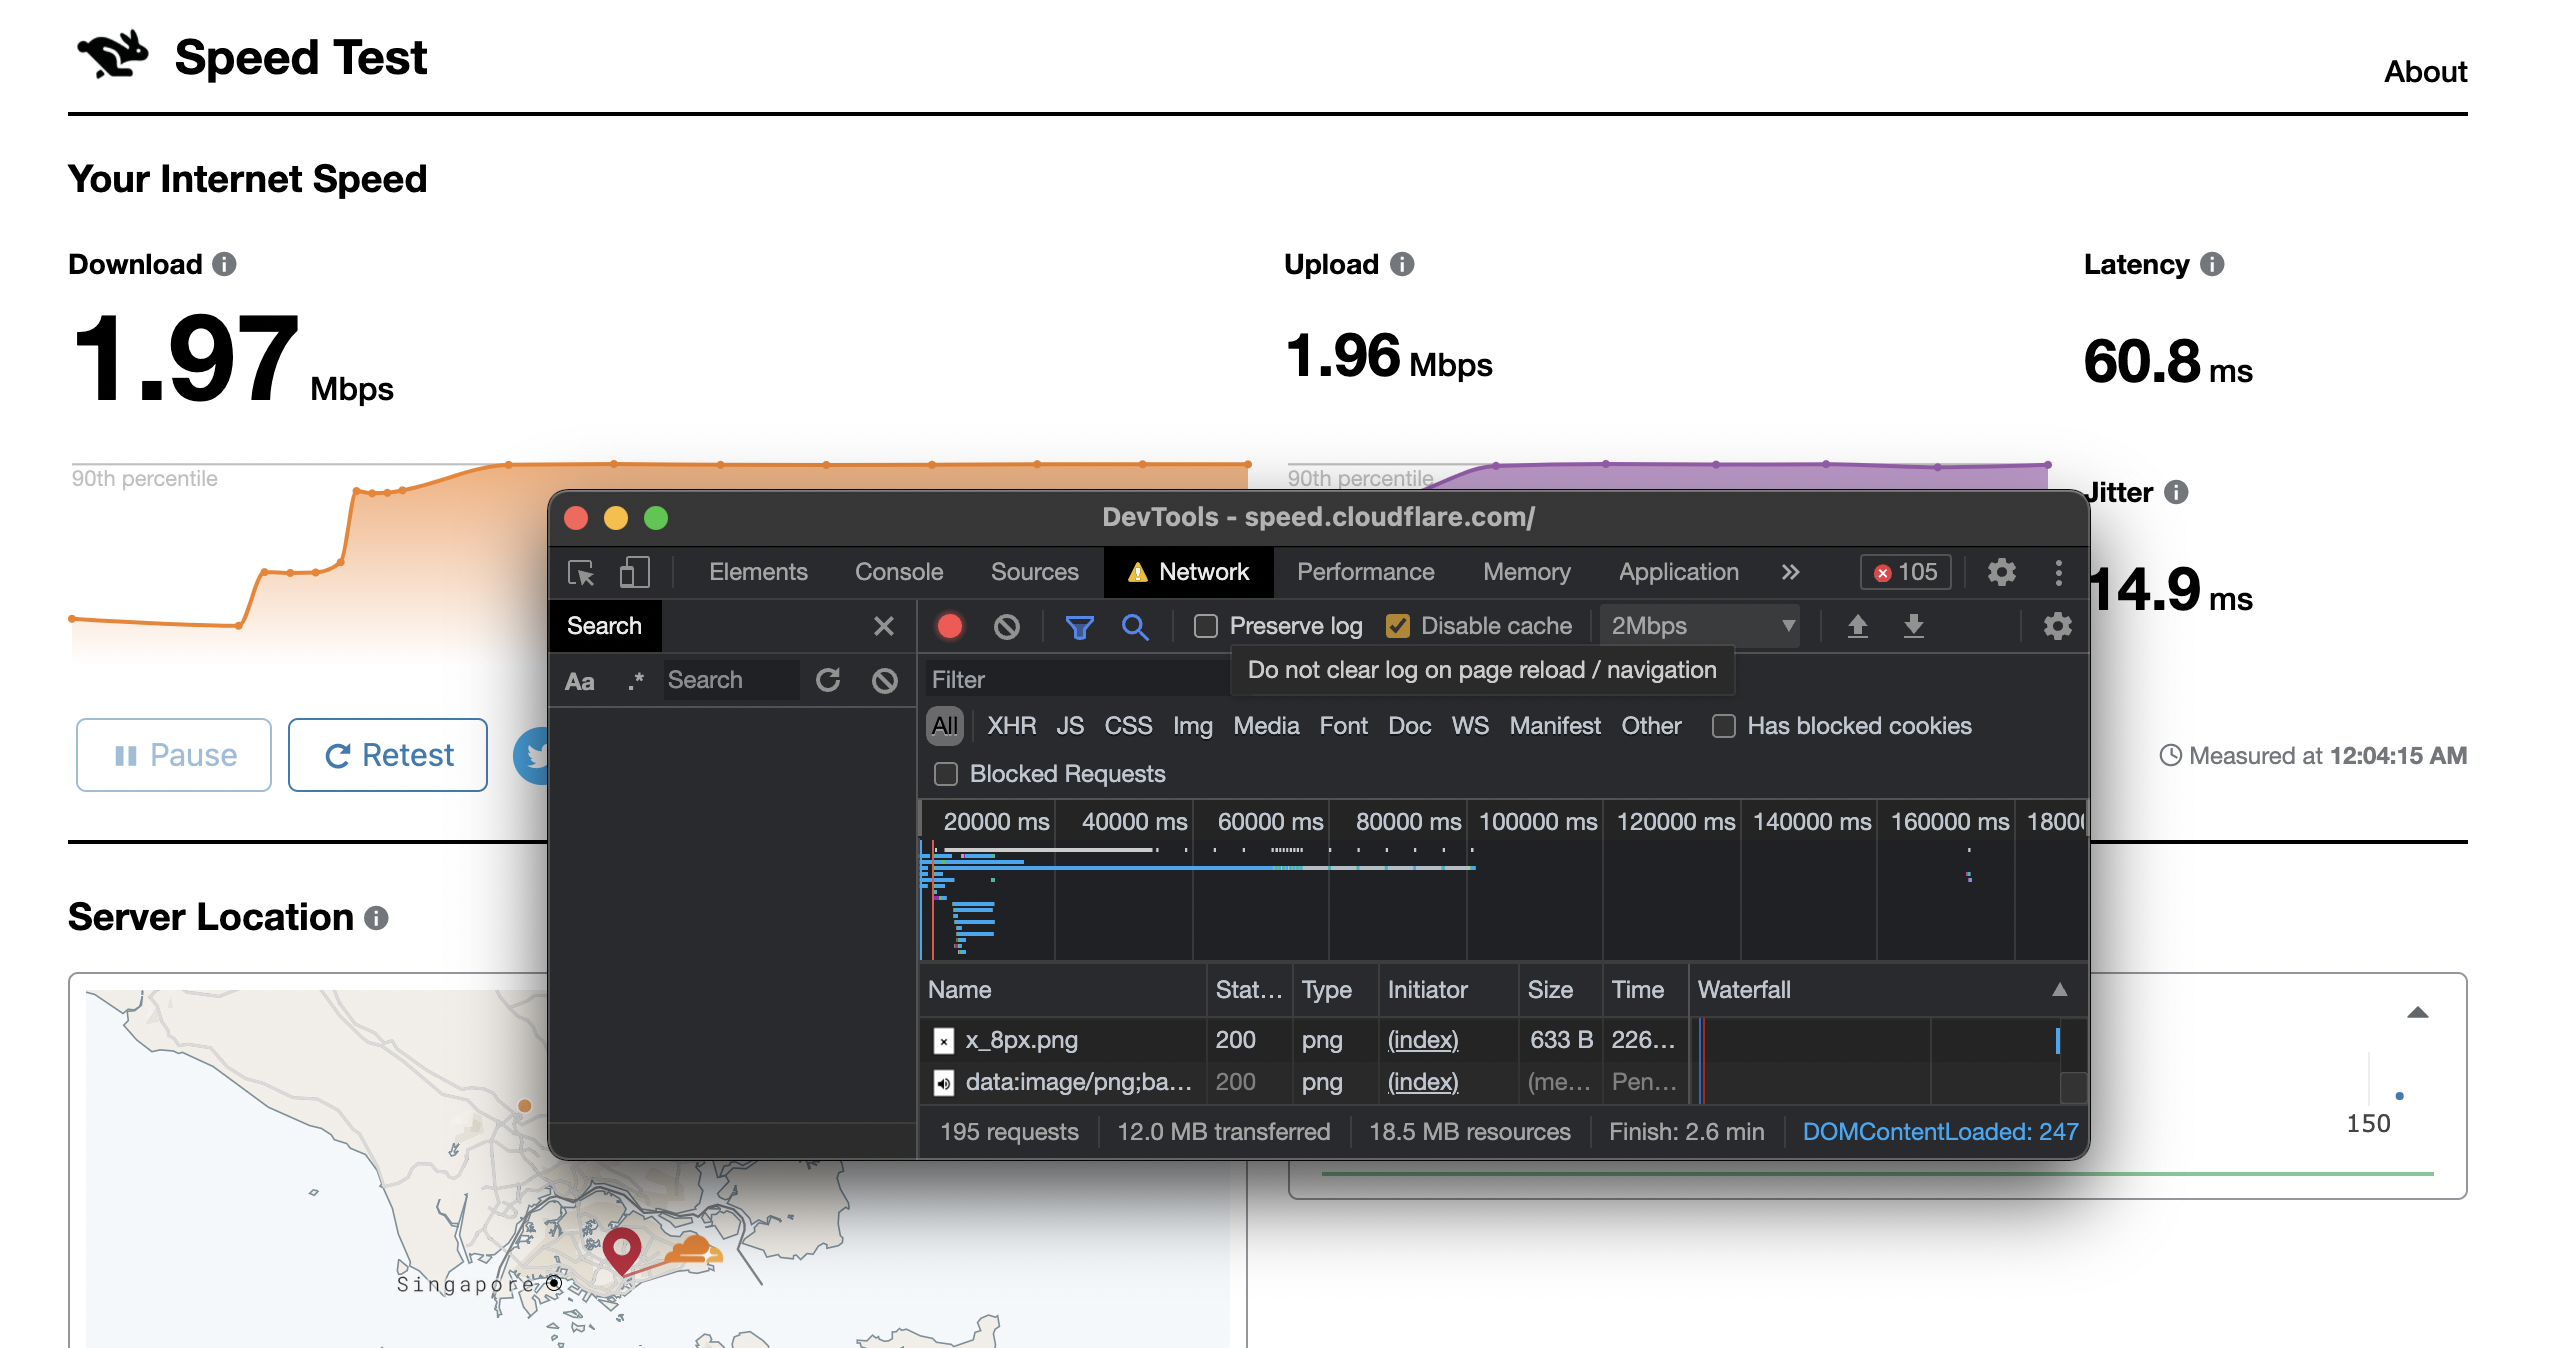 Speed Test
About
Your Internet Speed
Download
Upload
Latency
1.97 Mbps
1.96 Mbps
60.8 ms
90th percentile
90th percentile
Jitter
14.9 ms
DevTools - speed.cloudflare.com/
Elements Console Sources Network Performance Memory Application 105
Search
Preserve log Disable cache 2Mbps
Do not clear log on page reload / navigation
Aa .* Search
Filter
All XHR JS CSS Img Media Font Doc WS Manifest Other Has blocked cookies
Blocked Requests
Pause Retest
Measured at 12:04:15 AM
20000 ms 40000 ms 60000 ms 80000 ms 100000 ms 120000 ms 140000 ms 160000 ms 1800
Name Stat... Type Initiator Size Time Waterfall
x_8px.png 200 png (index) 633 B 226...
data:image/png;ba... 200 png (index) (me... Pen...
195 requests 12.0 MB transferred 18.5 MB resources Finish: 2.6 min DOMContentLoaded: 247
Server Location
150
Singapore